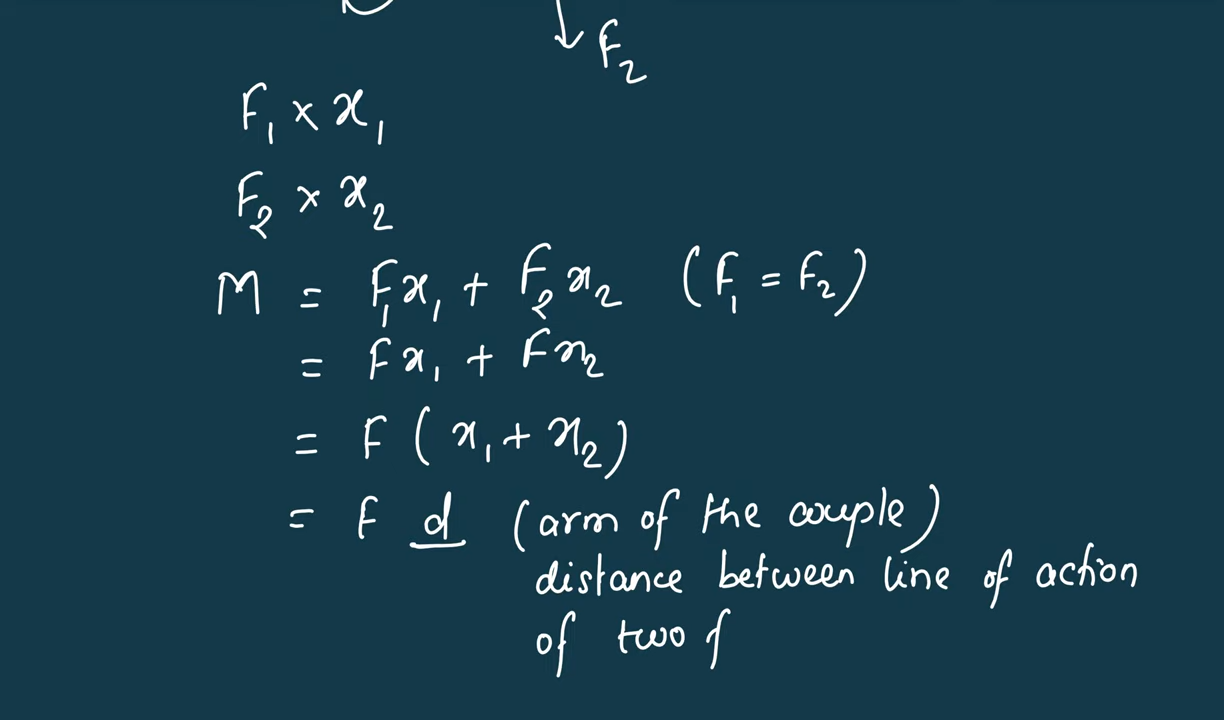 F₂
F₁ × x₁
F₂ × x₂
M = F₁x₁ + F₂x₂ (F₁ = F₂)
= Fx₁ + Fx₂
= F ( x₁ + x₂ )
= F d (arm of the couple)
distance between line of action
of two f